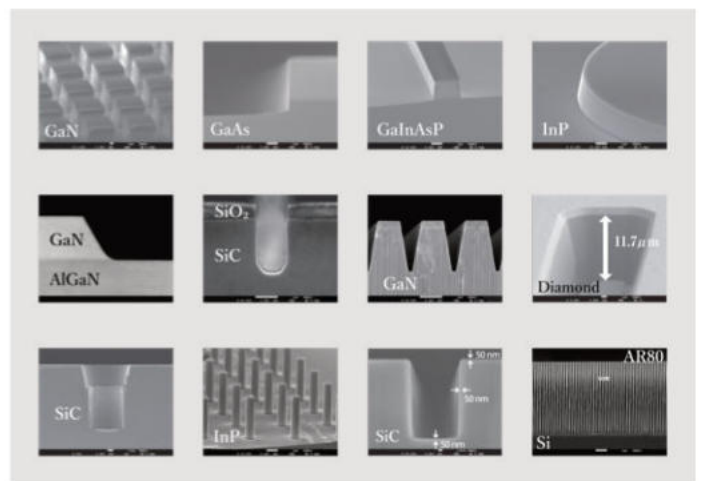 GaN
GaAs
GaInAsP
InP
GaN
AlGaN
SiO₂
SiC
GaN
11.7μm
Diamond
SiC
InP
50 nm
50 nm
50 nm
SiC
AR80
Si